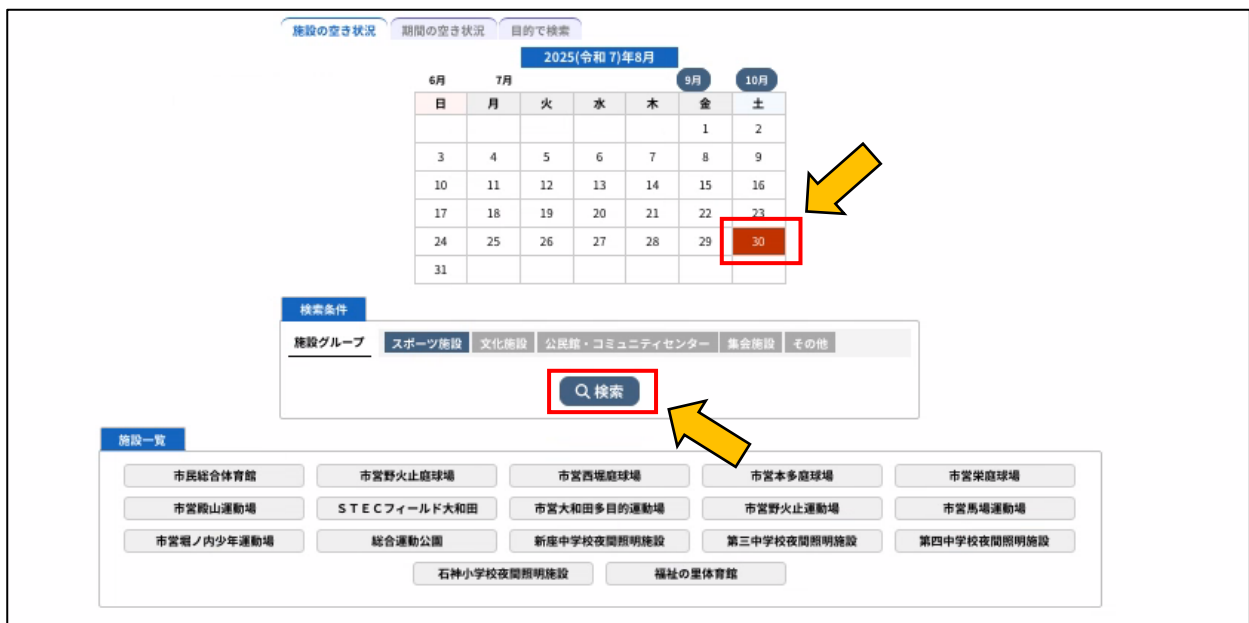 施設の空き状況 期間の空き状況 目的で検索
2025(令和7)年8月
6月 7月 9月 10月
日 月 火 水 木 金 土
1 2
3 4 5 6 7 8 9
10 11 12 13 14 15 16
17 18 19 20 21 22 23
24 25 26 27 28 29 30
31
検索条件
施設グループ スポーツ施設 文化施設 公民館・コミュニティセンター 集会施設 その他
検索
施設一覧
市民総合体育館 市営野火止庭球場 市営西堀庭球場 市営本多庭球場 市営栄庭球場
市営殿山運動場 STECフィールド大和田 市営大和田多目的運動場 市営野火止運動場 市営馬場運動場
市営堀ノ内少年運動場 総合運動公園 新座中学校夜間照明施設 第三中学校夜間照明施設 第四中学校夜間照明施設
石神小学校夜間照明施設 福祉の里体育館